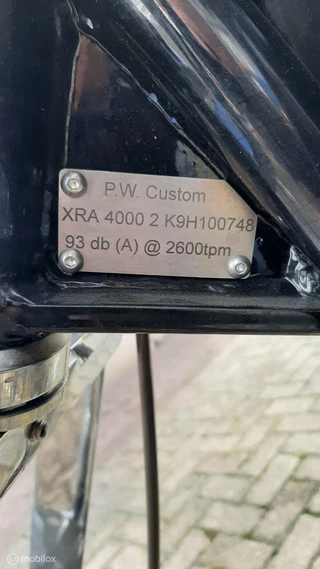 P.W. Custom
XRA 4000 2 K9H100748
93 db (A) @ 2600tpm
mobilox